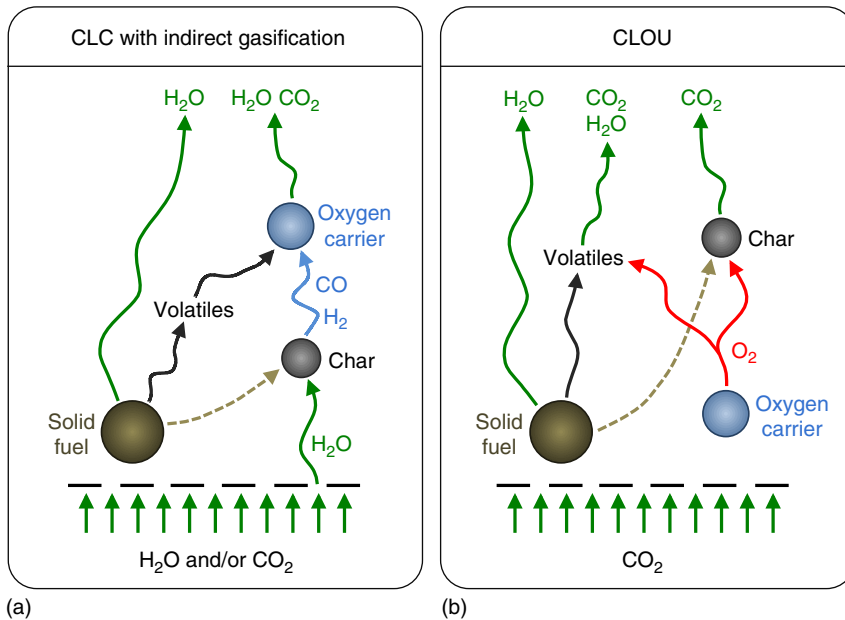 CLC with indirect gasification
H₂O
H₂O CO₂
Oxygen
carrier
CO
Volatiles
H₂
Char
Solid
fuel
H₂O
H₂O and/or CO₂
(a)
CLOU
H₂O
CO₂
H₂O
CO₂
Char
Volatiles
O₂
Solid
fuel
Oxygen
carrier
CO₂
(b)